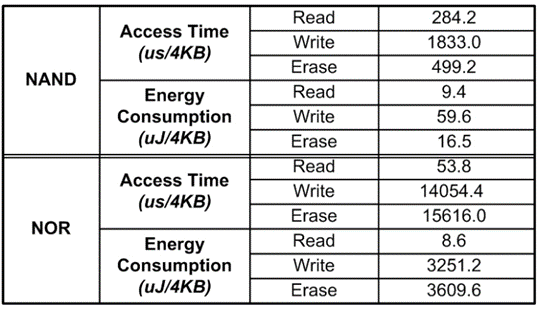 NAND
Access Time
(us/4KB)
Read 284.2
Write 1833.0
Erase 499.2
Energy
Consumption
(uJ/4KB)
Read 9.4
Write 59.6
Erase 16.5
NOR
Access Time
(us/4KB)
Read 53.8
Write 14054.4
Erase 15616.0
Energy
Consumption
(uJ/4KB)
Read 8.6
Write 3251.2
Erase 3609.6